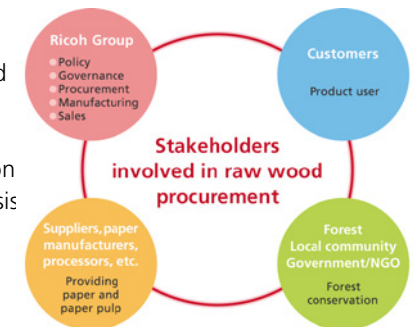 Ricoh Group
Policy
Governance
Procurement
Manufacturing
Sales
Customers
Product user
Stakeholders
involved in raw wood
procurement
Suppliers, paper
manufacturers,
processors, etc.
Providing
paper and
paper pulp
Forest
Local community
Government/NGO
Forest
conservation